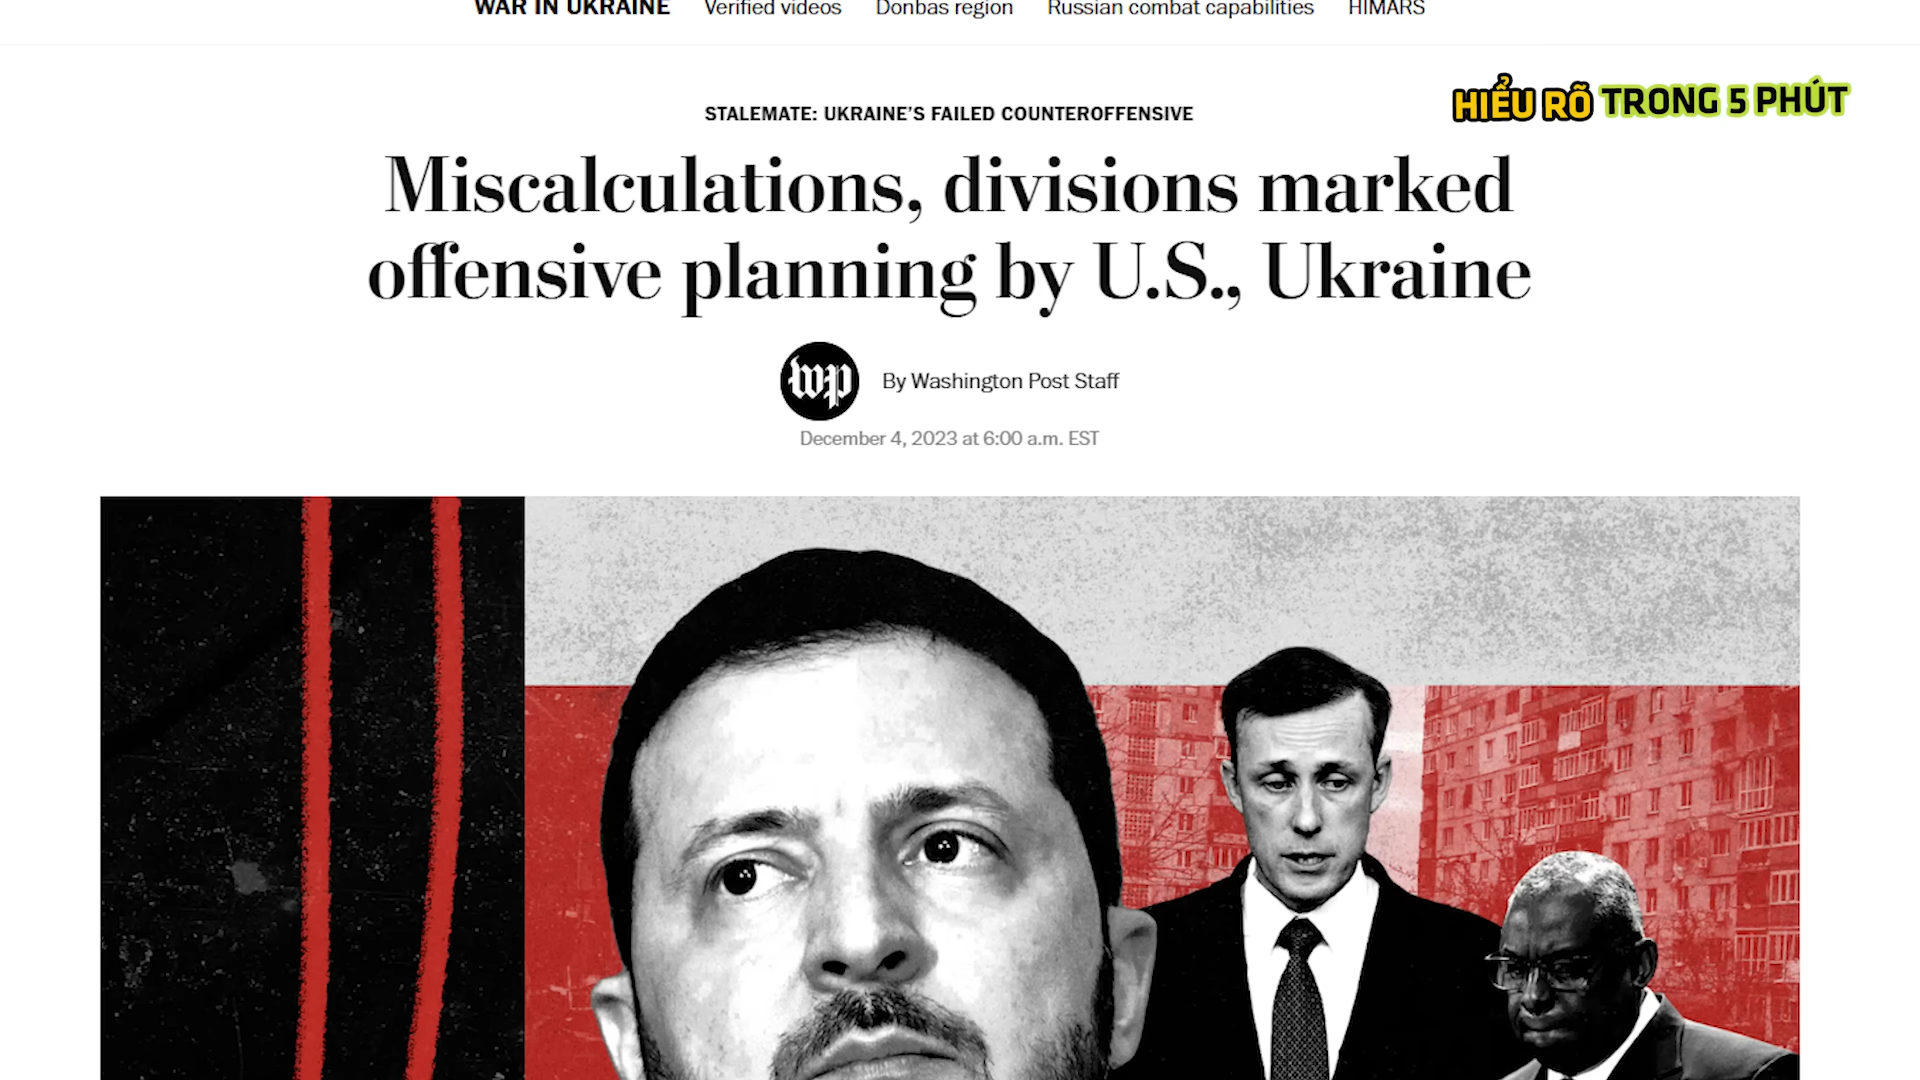 WAR IN UKRAINE Verified videos Donbas region Russian combat capabilities HIMARS
HIỂU RÕ TRONG 5 PHÚT
STALEMATE: UKRAINE’S FAILED COUNTEROFFENSIVE
Miscalculations, divisions marked
offensive planning by U.S., Ukraine
wp
By Washington Post Staff
December 4, 2023 at 6:00 a.m. EST